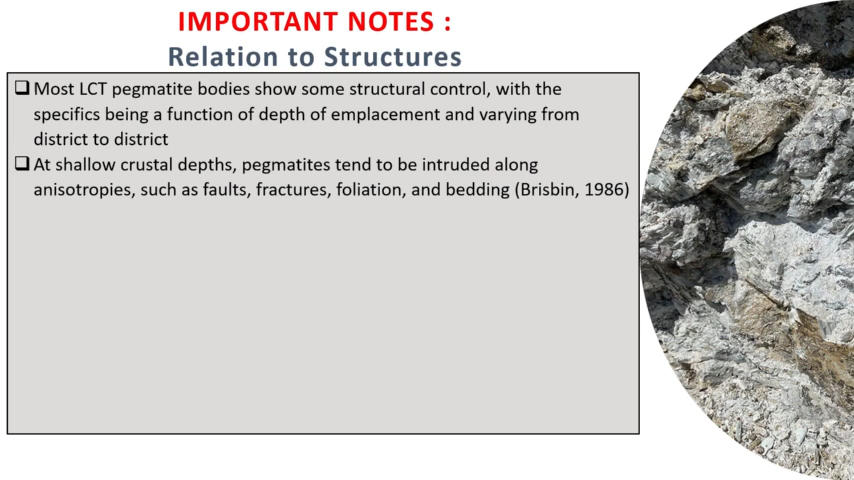 IMPORTANT NOTES :
Relation to Structures
Most LCT pegmatite bodies show some structural control, with the
specifics being a function of depth of emplacement and varying from
district to district
At shallow crustal depths, pegmatites tend to be intruded along
anisotropies, such as faults, fractures, foliation, and bedding (Brisbin, 1986)